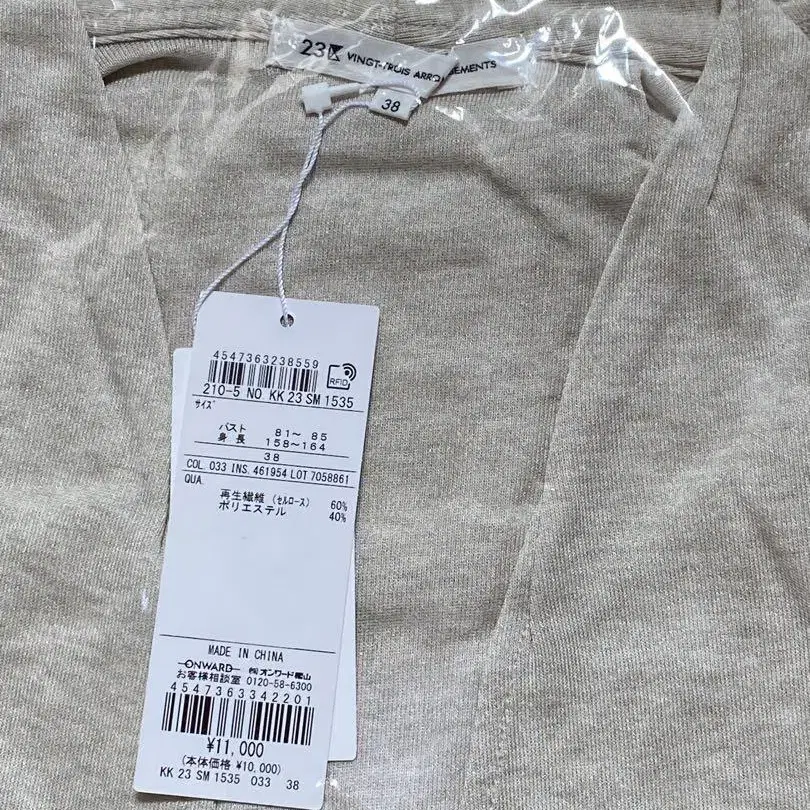 23区 VINGT-TROIS ARRONDISSEMENTS
38
4547363238559
RFID
210-5 NO. KK 23 SM 1535
サイズ
バスト 81〜 85
身 長 158〜164
38
COL. 033 INS. 461954 LOT 7058861
QUA.
再生繊維 (セルロース) 60%
ポリエステル 40%
MADE IN CHINA
ONWARD ㈱オンワード樫山
お客様相談室 0120-58-6300
4547363342201
¥11,000
(本体価格 ¥10,000)
KK 23 SM 1535 033 38